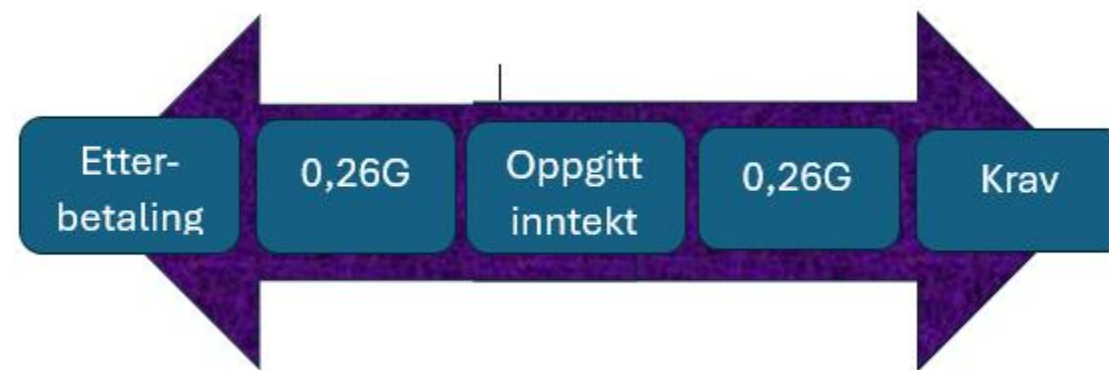 Etter-
betaling
0,26G
Oppgitt
inntekt
0,26G
Krav